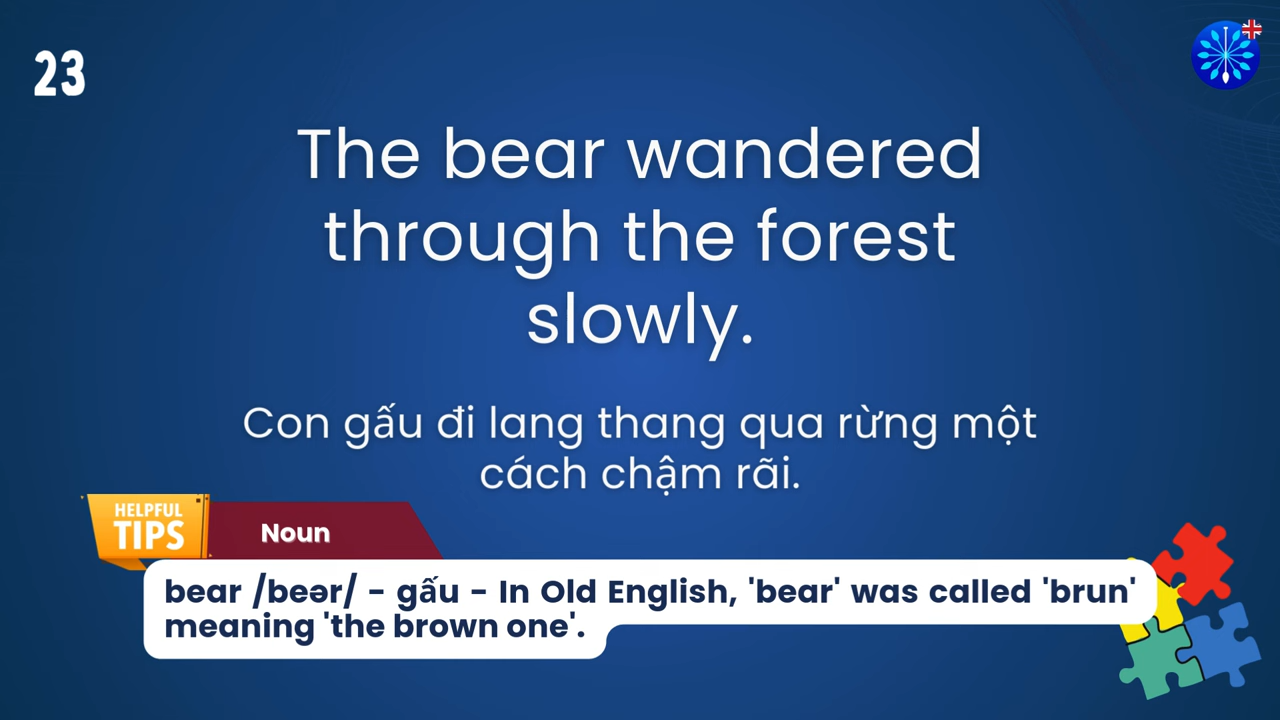 23
The bear wandered
through the forest
slowly.
Con gấu đi lang thang qua rừng một
cách chậm rãi.
HELPFUL
TIPS
Noun
bear /beər/ - gấu - In Old English, 'bear' was called 'brun'
meaning 'the brown one'.